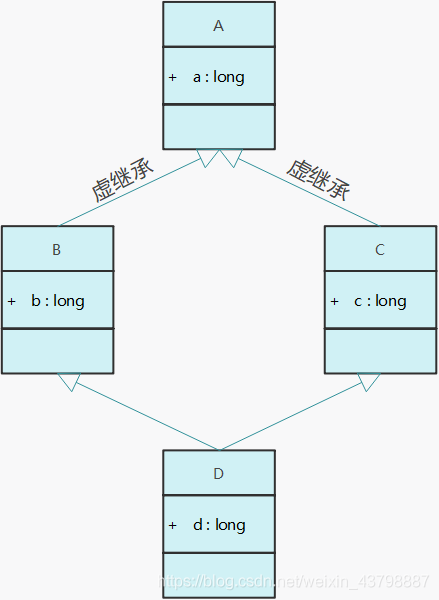 A
+ a : long
虚继承
虚继承
B
+ b : long
C
+ c : long
D
+ d : long
https://blog.csdn.net/weixin_43798887